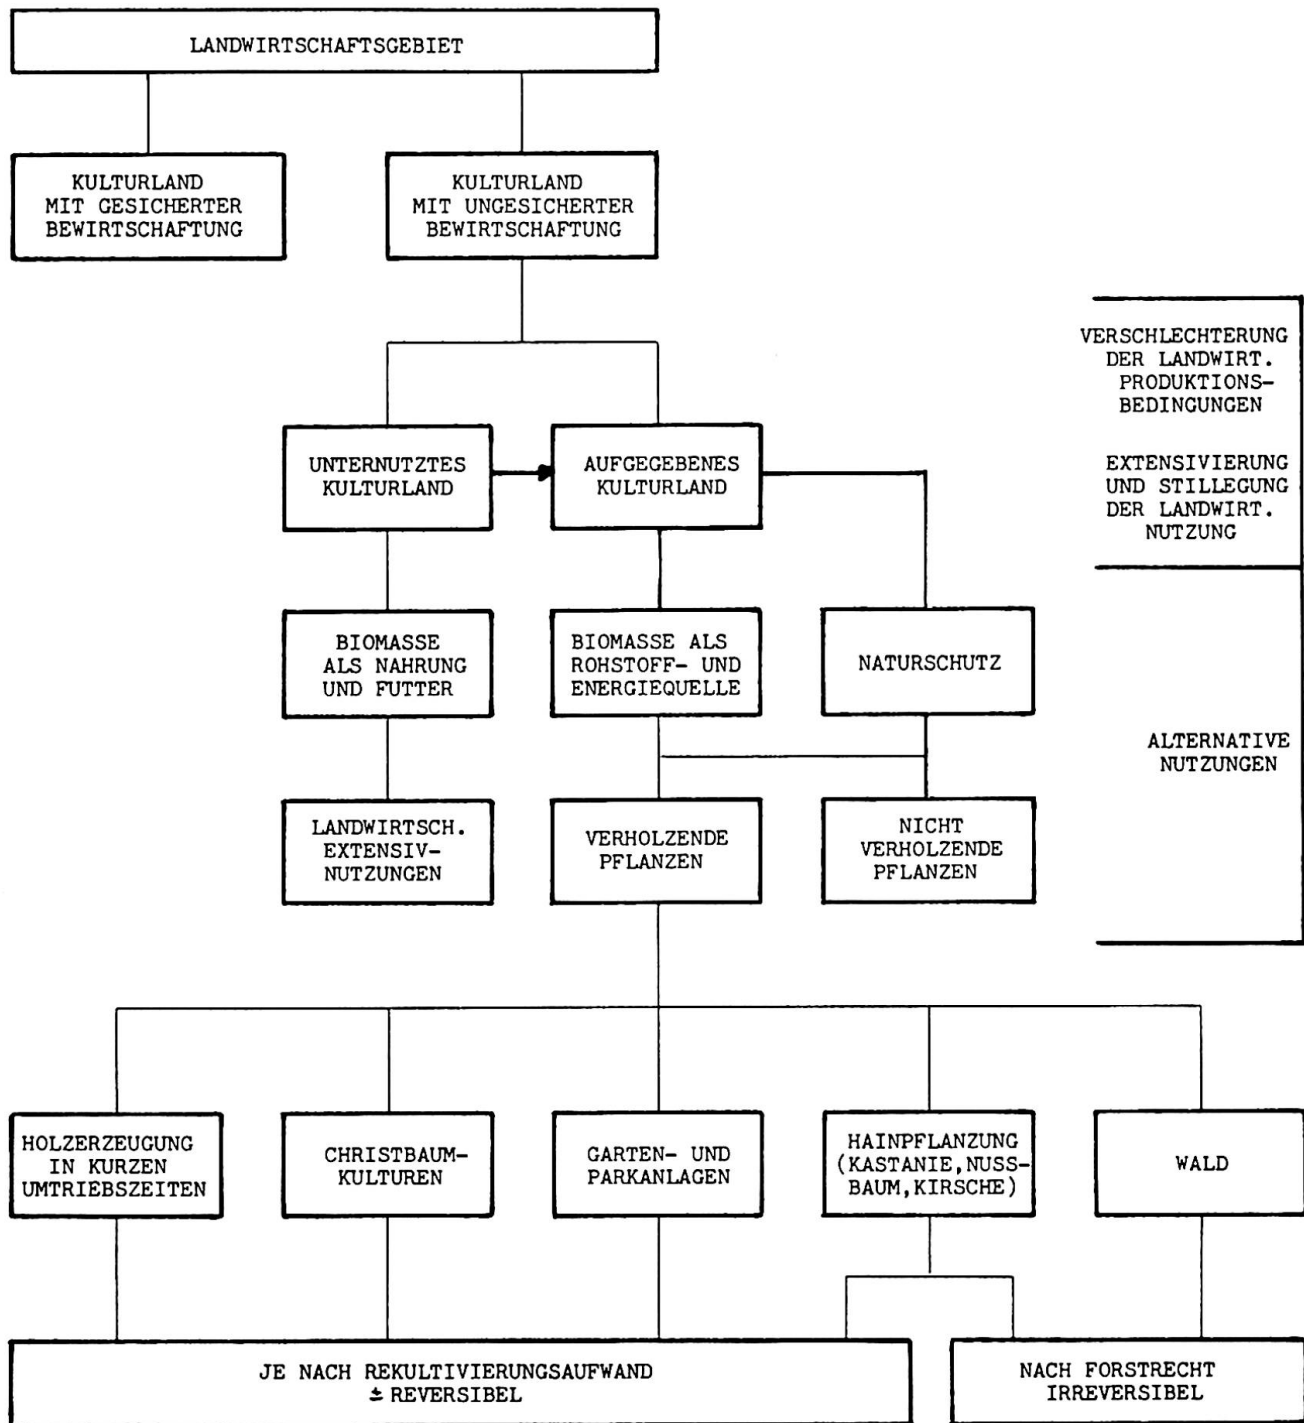 LANDWIRTSCHAFTSGEBIET
KULTURLAND
MIT GESICHERTER
BEWIRTSCHAFTUNG
KULTURLAND
MIT UNGESICHERTER
BEWIRTSCHAFTUNG
VERSCHLECHTERUNG
DER LANDWIRT.
PRODUKTIONS-
BEDINGUNGEN
EXTENSIVIERUNG
UND STILLEGUNG
DER LANDWIRT.
NUTZUNG
UNTERNUTZTES
KULTURLAND
AUFGEGEBENES
KULTURLAND
BIOMASSE
ALS NAHRUNG
UND FUTTER
BIOMASSE ALS
ROHSTOFF- UND
ENERGIEQUELLE
NATURSCHUTZ
ALTERNATIVE
NUTZUNGEN
LANDWIRTSCH.
EXTENSIV-
NUTZUNGEN
VERHOLZENDE
PFLANZEN
NICHT
VERHOLZENDE
PFLANZEN
HOLZERZEUGUNG
IN KURZEN
UMTRIEBSZEITEN
CHRISTBAUM-
KULTUREN
GARTEN- UND
PARKANLAGEN
HAINPFLANZUNG
(KASTANIE,NUSS-
BAUM,KIRSCHE)
WALD
JE NACH REKULTIVIERUNGSAUFWAND
± REVERSIBEL
NACH FORSTRECHT
IRREVERSIBEL